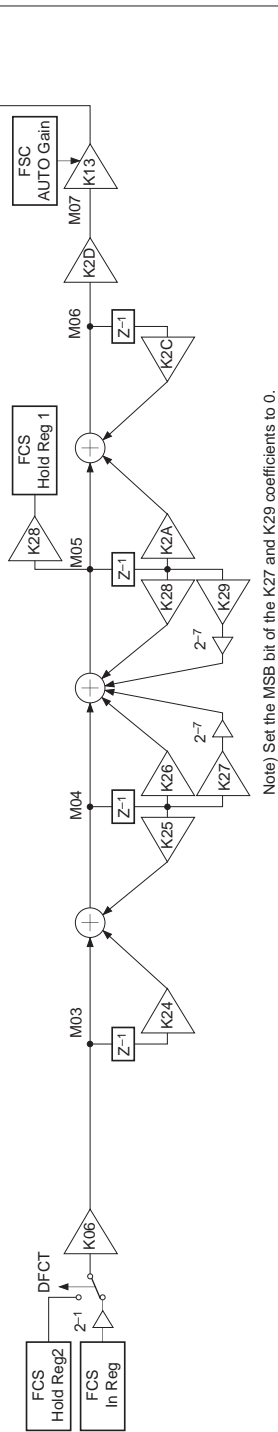 FCS
Hold Reg2
FCS
In Reg
2–1
DFCT
K06
M03
Z–1
K24
K25
M04
Z–1
K26
K27
2–7
2–7
K28
K29
Z–1
K2A
M05
K28
FCS
Hold Reg 1
Z–1
K2C
M06
K2D
M07
K13
FSC
AUTO Gain
Note) Set the MSB bit of the K27 and K29 coefficients to 0.